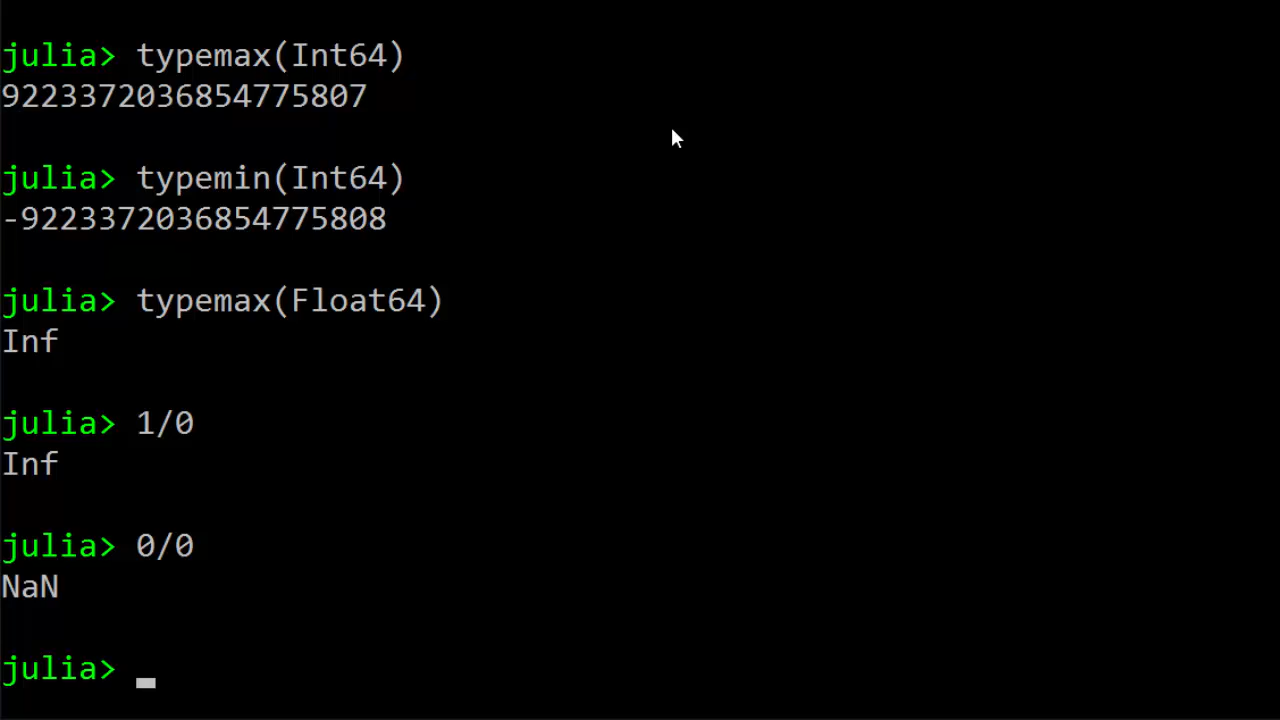 julia> typemax(Int64)
9223372036854775807
julia> typemin(Int64)
-9223372036854775808
julia> typemax(Float64)
Inf
julia> 1/0
Inf
julia> 0/0
NaN
julia>